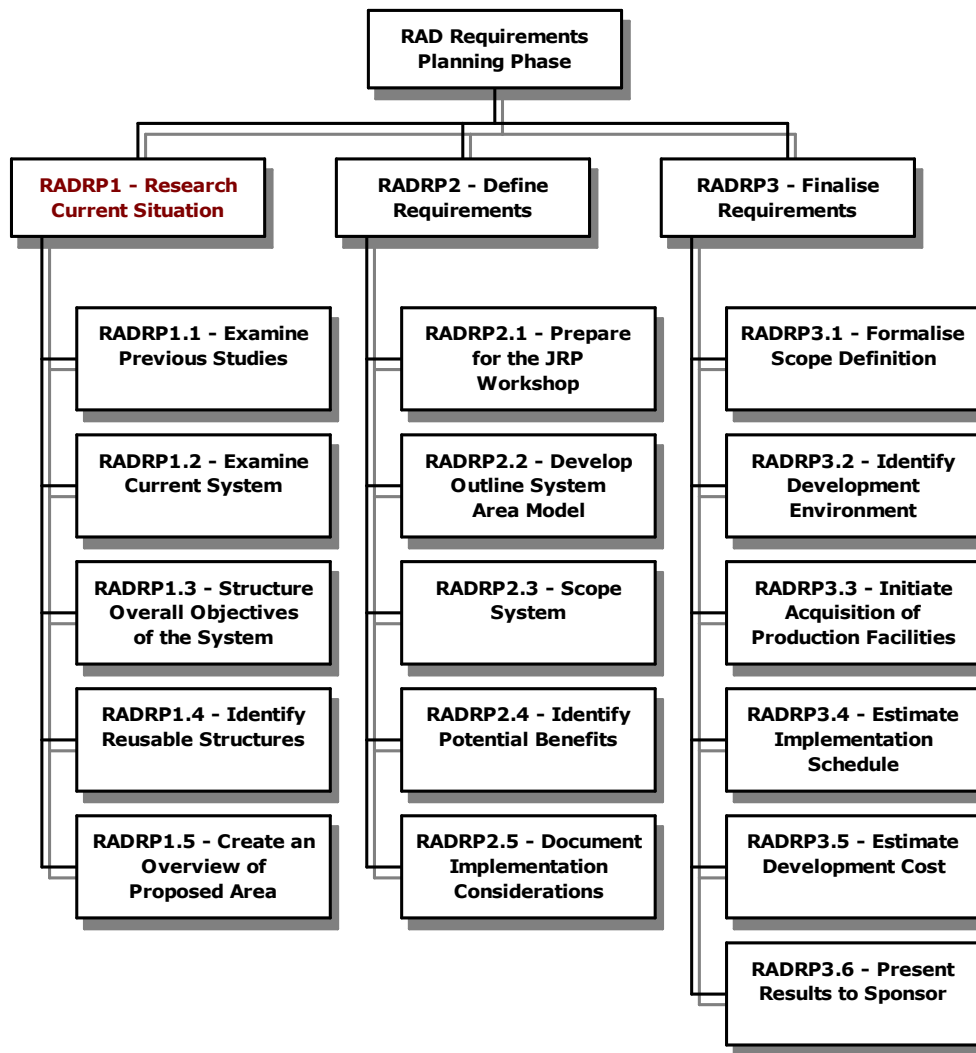 RAD Requirements
Planning Phase
RADRP1 - Research
Current Situation
RADRP2 - Define
Requirements
RADRP3 - Finalise
Requirements
RADRP1.1 - Examine
Previous Studies
RADRP1.2 - Examine
Current System
RADRP1.3 - Structure
Overall Objectives
of the System
RADRP1.4 - Identify
Reusable Structures
RADRP1.5 - Create an
Overview of
Proposed Area
RADRP2.1 - Prepare
for the JRP
Workshop
RADRP2.2 - Develop
Outline System
Area Model
RADRP2.3 - Scope
System
RADRP2.4 - Identify
Potential Benefits
RADRP2.5 - Document
Implementation
Considerations
RADRP3.1 - Formalise
Scope Definition
RADRP3.2 - Identify
Development
Environment
RADRP3.3 - Initiate
Acquisition of
Production Facilities
RADRP3.4 - Estimate
Implementation
Schedule
RADRP3.5 - Estimate
Development Cost
RADRP3.6 - Present
Results to Sponsor